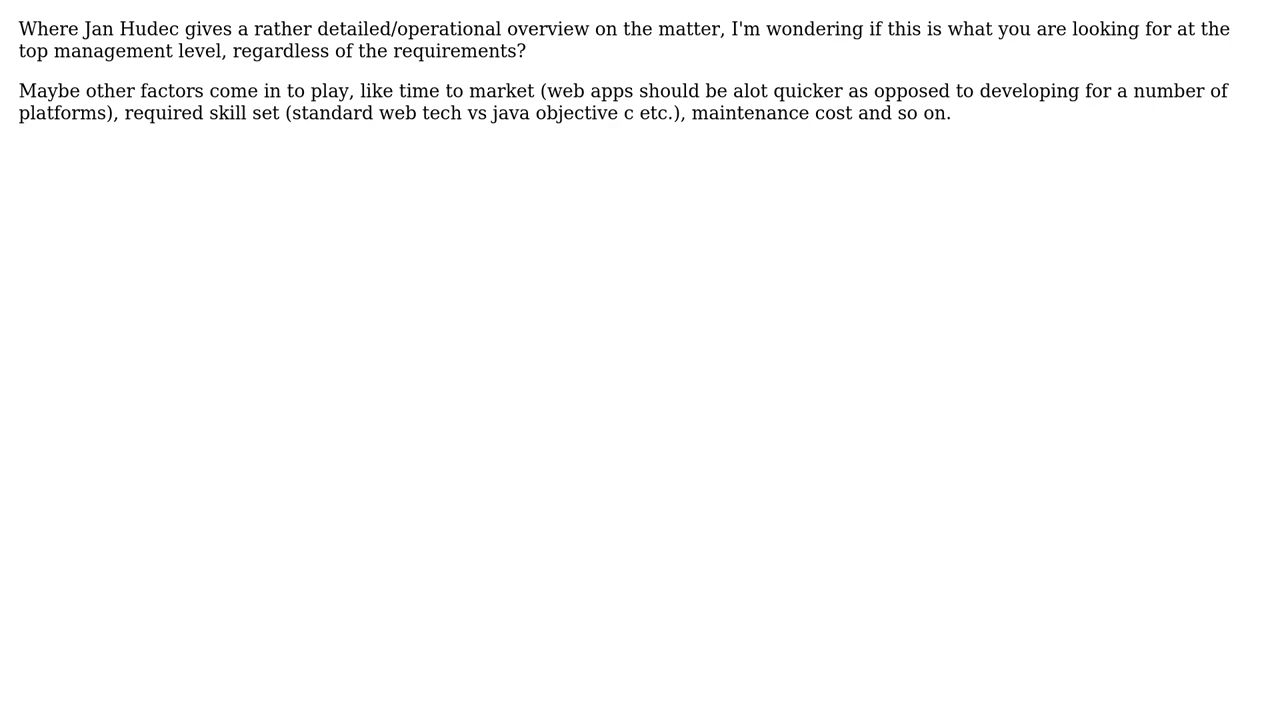 Where Jan Hudec gives a rather detailed/operational overview on the matter, I'm wondering if this is what you are looking for at the
top management level, regardless of the requirements?
Maybe other factors come in to play, like time to market (web apps should be alot quicker as opposed to developing for a number of
platforms), required skill set (standard web tech vs java objective c etc.), maintenance cost and so on.